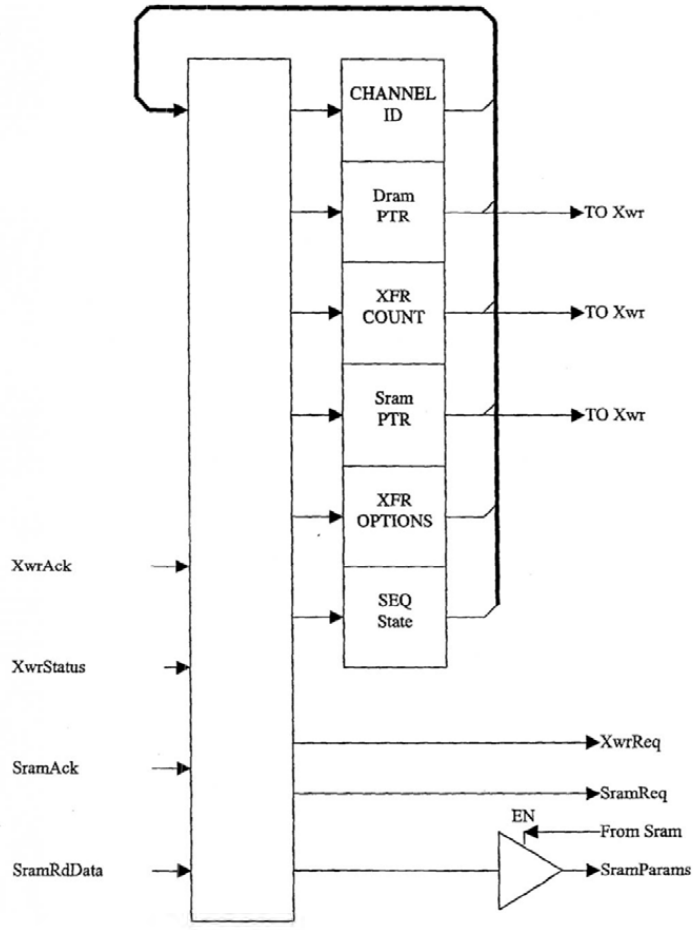 CHANNEL
ID
Dram
PTR
TO Xwr
XFR
COUNT
TO Xwr
Sram
PTR
TO Xwr
XFR
OPTIONS
XwrAck
SEQ
State
XwrStatus
XwrReq
SramAck
SramReq
EN
From Sram
SramRdData
SramParams